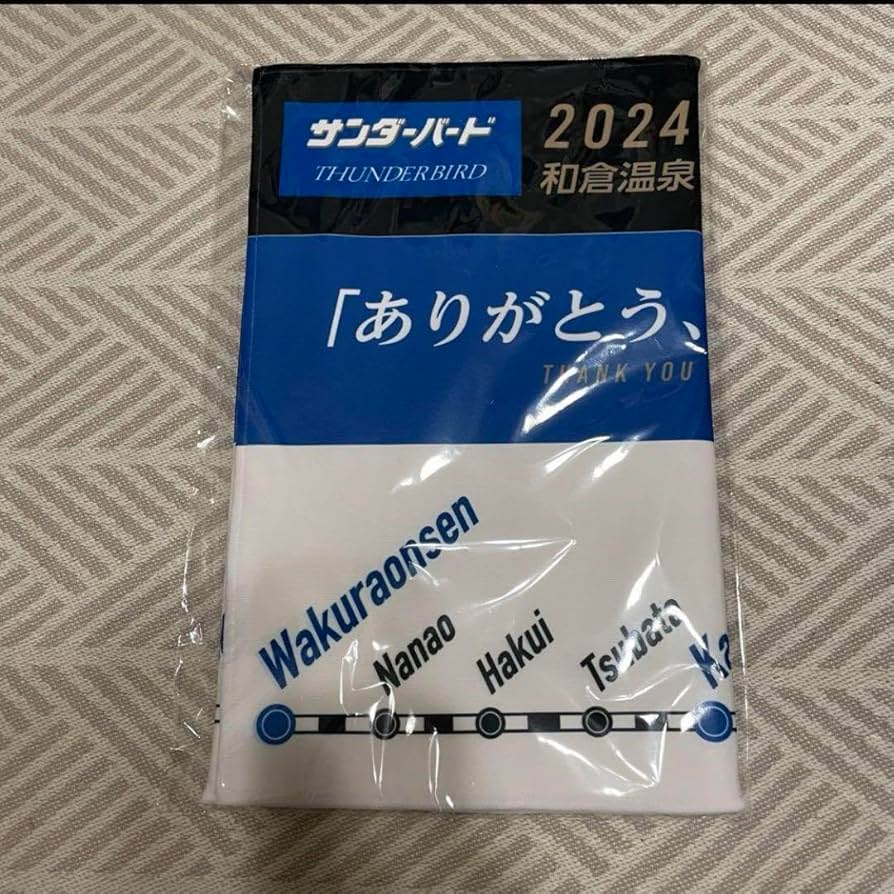 サンダーバード
THUNDERBIRD
2024
和倉温泉
「ありがとう、
THANK YOU
Wakuraonsen
Nanao
Hakui
Tsubata
Ka